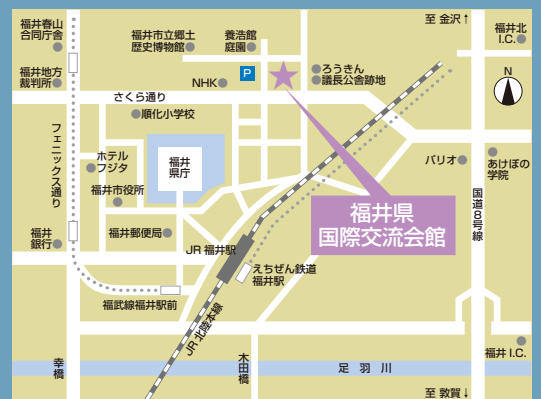 福井春山
合同庁舎
福井市立郷土
歴史博物館
養浩館
庭園
至 金沢↑
福井北
I.C.
福井地方
裁判所
NHK
P
ろうきん
議長公舎跡地
N
さくら通り
順化小学校
フェニックス通り
ホテル
フジタ
福井
県庁
福井市役所
バリオ
あけぼの
学院
国道8号線
福井県
国際交流会館
福井
銀行
福井郵便局
JR 福井駅
えちぜん鉄道
福井駅
福武線福井駅前
JR 北陸本線
幸橋
木田橋
足羽川
福井 I.C.
至 敦賀↓